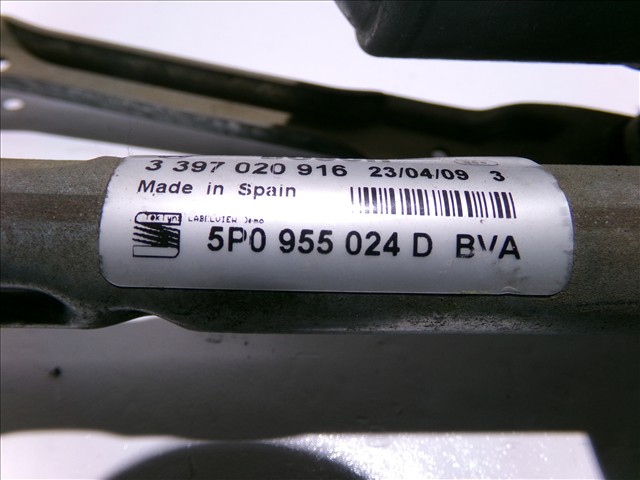 3 397 020 916 23/04/09 3
Made in Spain
LABELVIEW Demo
5P0 955 024 D BVA